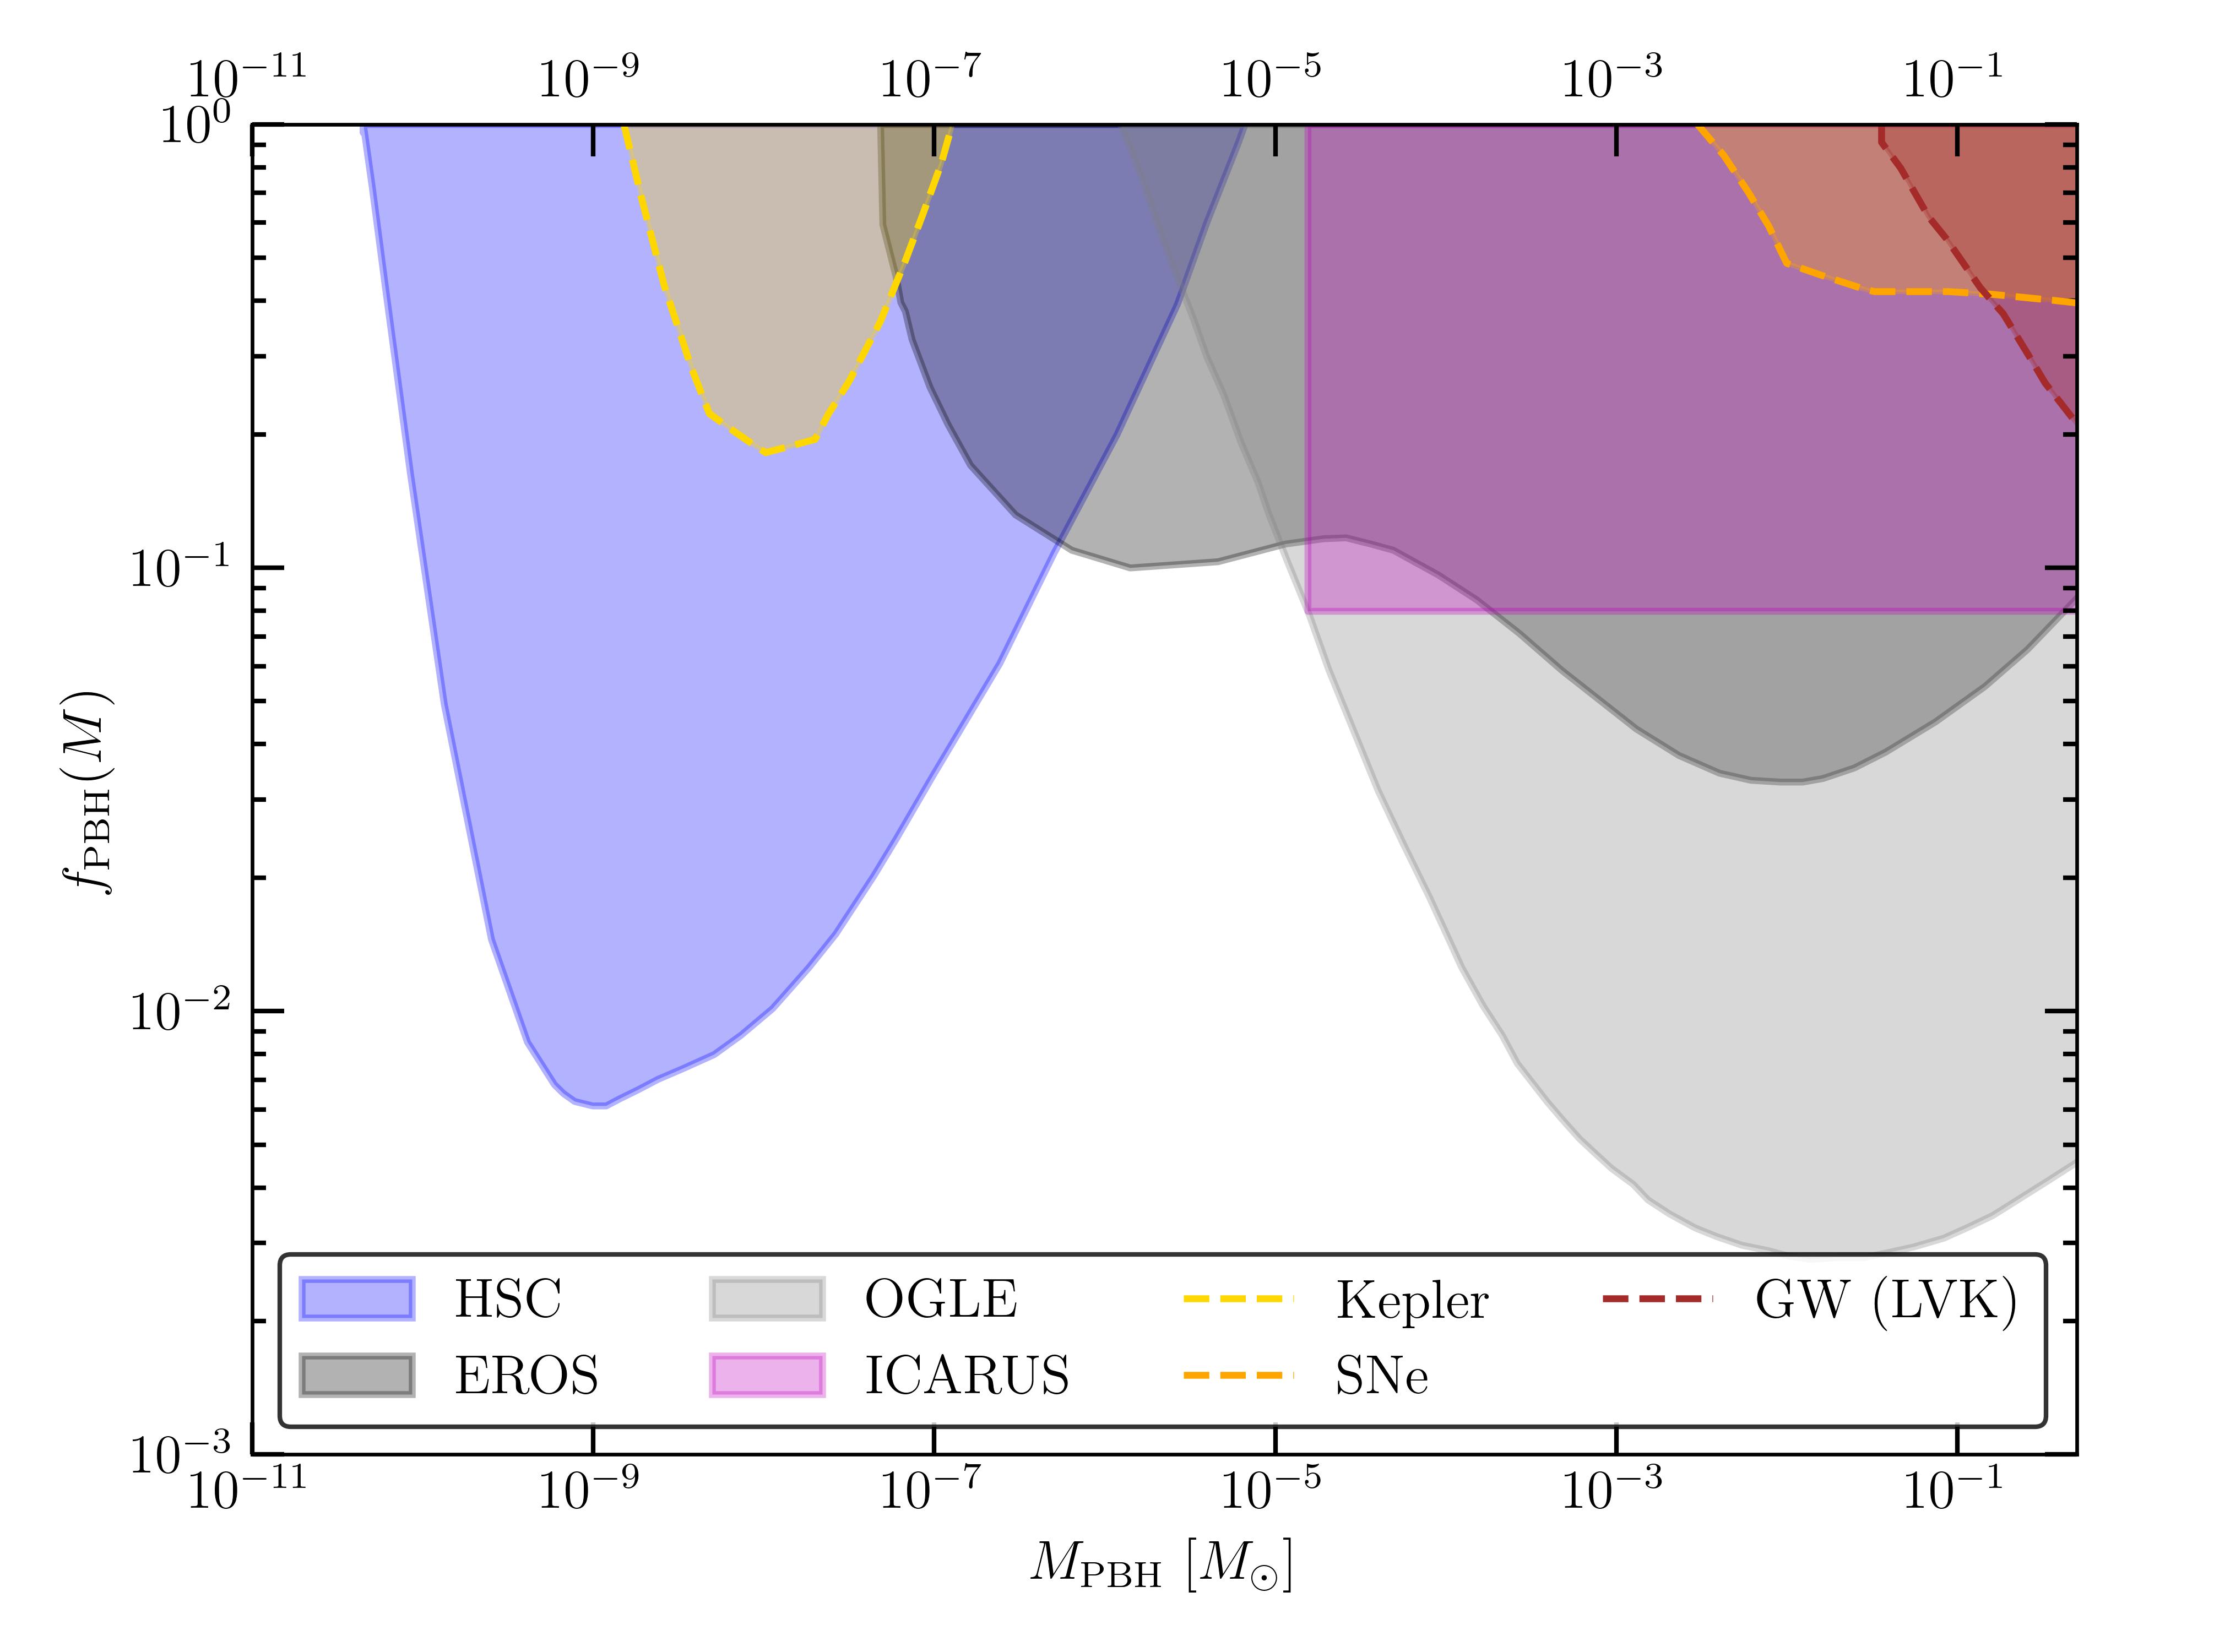 10⁻¹¹ 10⁻⁹ 10⁻⁷ 10⁻⁵ 10⁻³ 10⁻¹
10⁰
10⁻¹
10⁻²
10⁻³
f_PBH(M)
HSC OGLE Kepler GW (LVK)
EROS ICARUS SNe
10⁻¹¹ 10⁻⁹ 10⁻⁷ 10⁻⁵ 10⁻³ 10⁻¹
M_PBH [M_⊙]